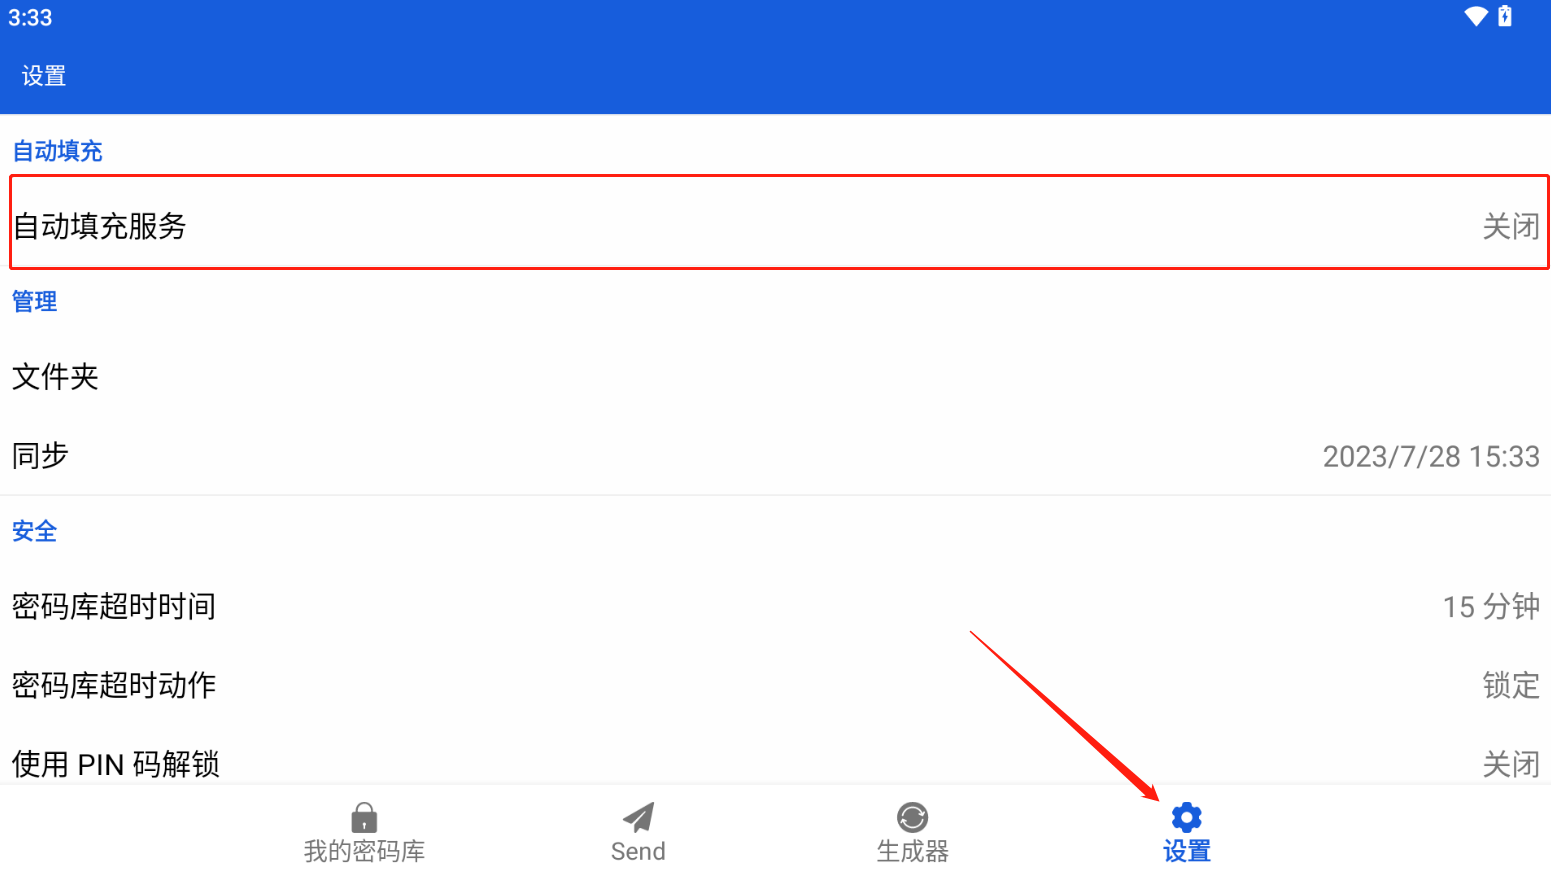 3:33
设置
自动填充
自动填充服务 关闭
管理
文件夹
同步 2023/7/28 15:33
安全
密码库超时时间 15 分钟
密码库超时动作 锁定
使用 PIN 码解锁 关闭
我的密码库 Send 生成器 设置